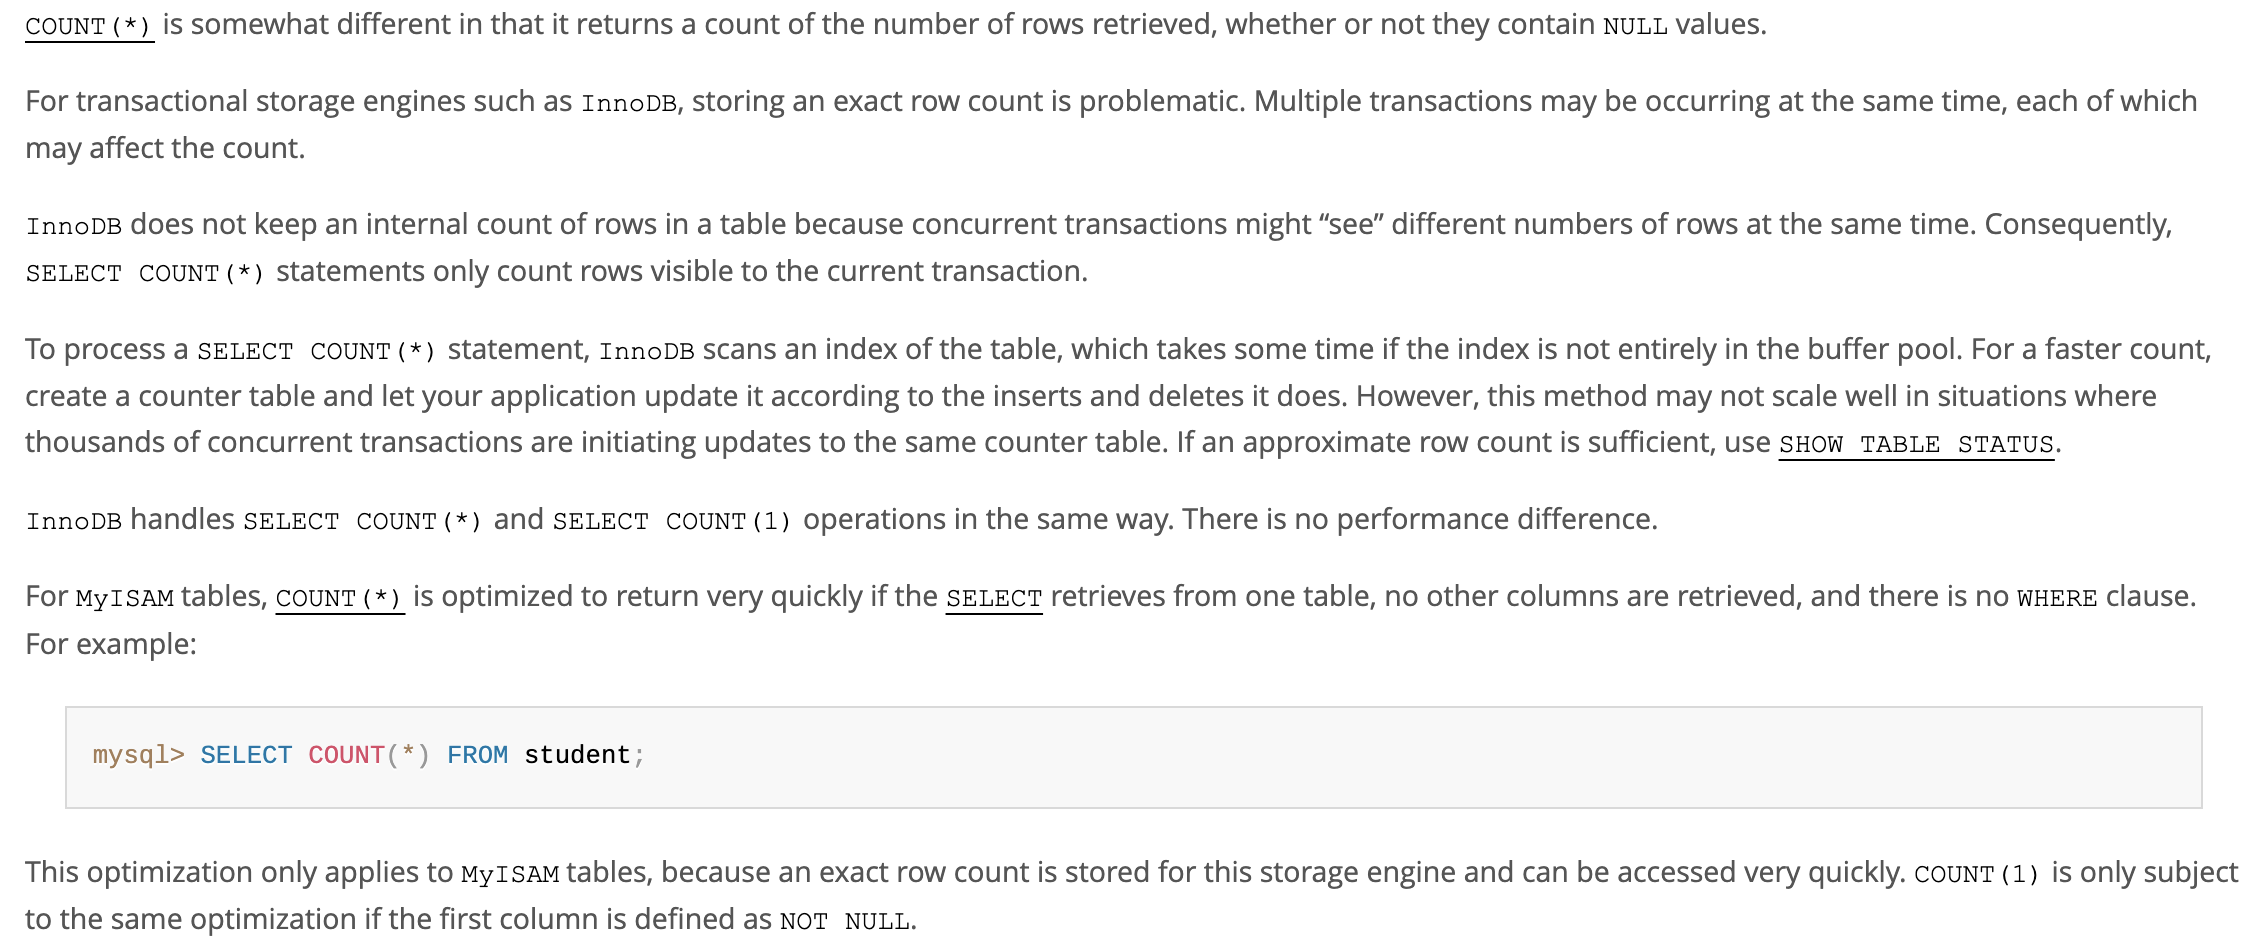 COUNT(*) is somewhat different in that it returns a count of the number of rows retrieved, whether or not they contain NULL values.
For transactional storage engines such as InnoDB, storing an exact row count is problematic. Multiple transactions may be occurring at the same time, each of which
may affect the count.
InnoDB does not keep an internal count of rows in a table because concurrent transactions might “see” different numbers of rows at the same time. Consequently,
SELECT COUNT(*) statements only count rows visible to the current transaction.
To process a SELECT COUNT(*) statement, InnoDB scans an index of the table, which takes some time if the index is not entirely in the buffer pool. For a faster count,
create a counter table and let your application update it according to the inserts and deletes it does. However, this method may not scale well in situations where
thousands of concurrent transactions are initiating updates to the same counter table. If an approximate row count is sufficient, use SHOW TABLE STATUS.
InnoDB handles SELECT COUNT(*) and SELECT COUNT(1) operations in the same way. There is no performance difference.
For MyISAM tables, COUNT(*) is optimized to return very quickly if the SELECT retrieves from one table, no other columns are retrieved, and there is no WHERE clause.
For example:
mysql> SELECT COUNT(*) FROM student;
This optimization only applies to MyISAM tables, because an exact row count is stored for this storage engine and can be accessed very quickly. COUNT(1) is only subject
to the same optimization if the first column is defined as NOT NULL.